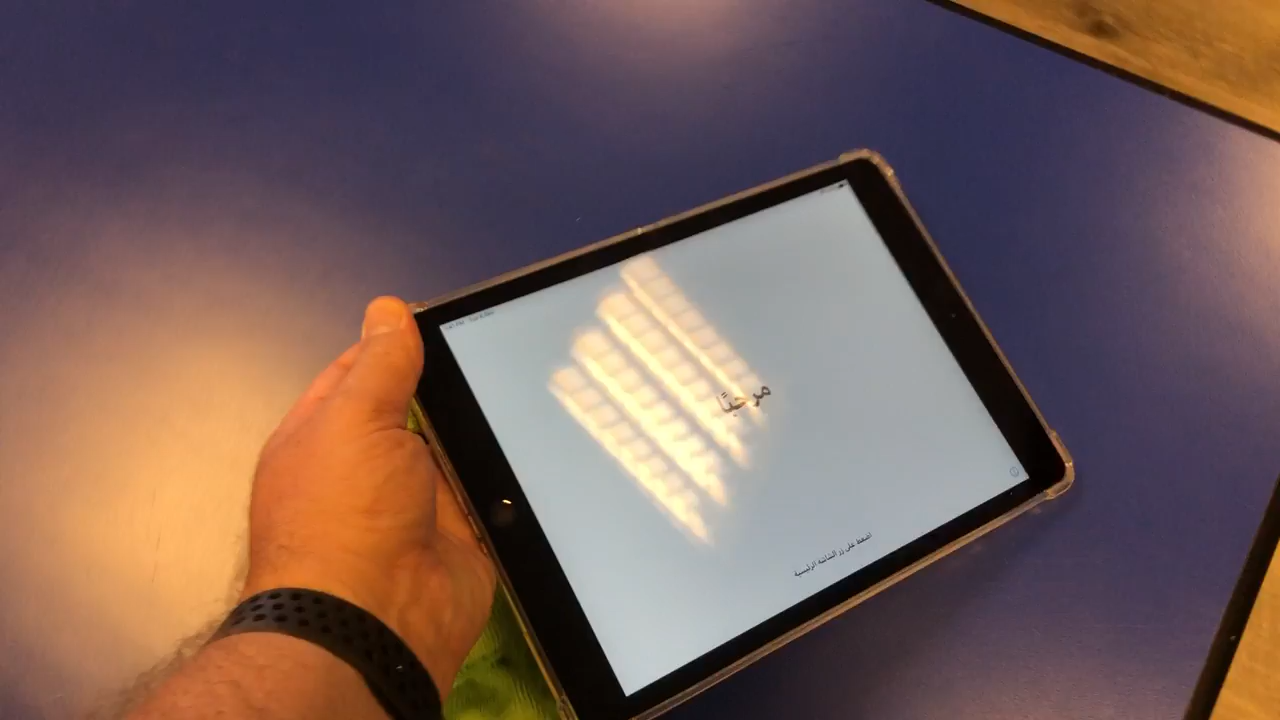 مرحبًا
اضغط على زر الشاشة الرئيسية